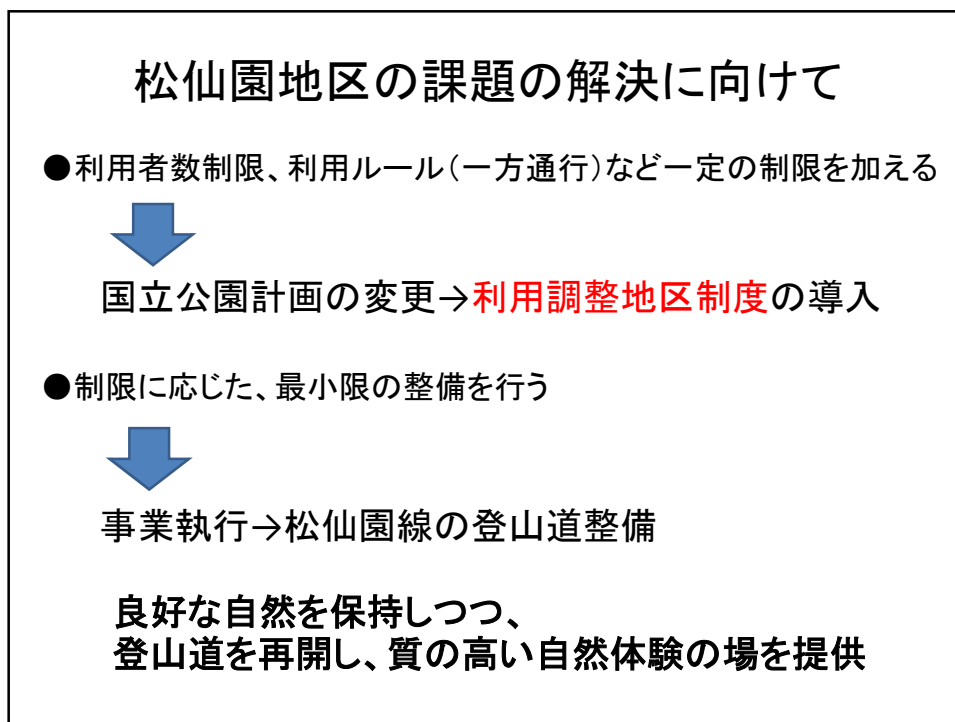 松仙園地区の課題の解決に向けて
●利用者数制限、利用ルール(一方通行)など一定の制限を加える
国立公園計画の変更→利用調整地区制度の導入
●制限に応じた、最小限の整備を行う
事業執行→松仙園線の登山道整備
良好な自然を保持しつつ、
登山道を再開し、質の高い自然体験の場を提供